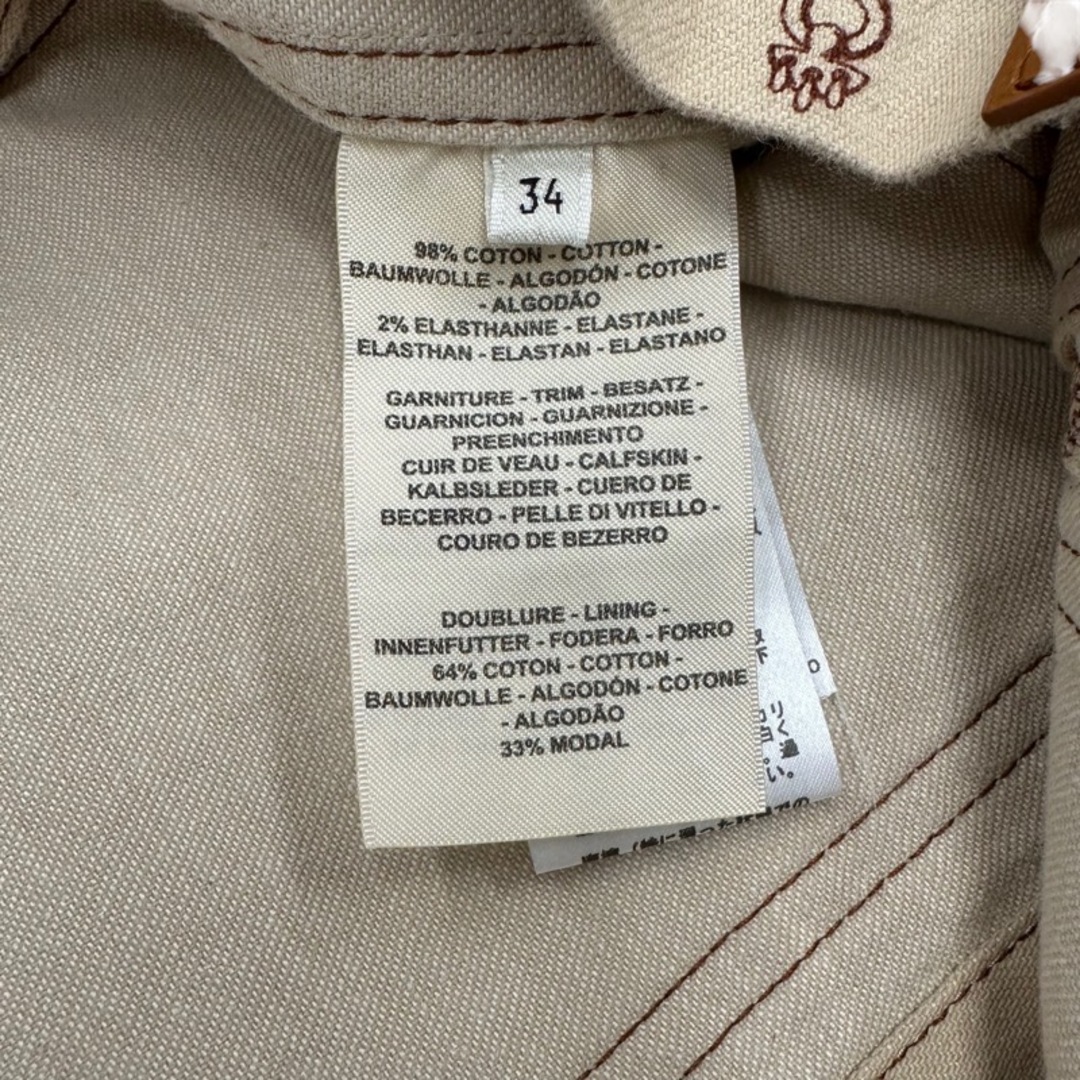 34
98% COTON - COTTON -
BAUMWOLLE - ALGODÓN - COTONE
- ALGODÃO
2% ELASTHANNE - ELASTANE -
ELASTHAN - ELASTAN - ELASTANO
GARNITURE - TRIM - BESATZ -
GUARNICION - GUARNIZIONE -
PREENCHIMENTO
CUIR DE VEAU - CALFSKIN -
KALBSLEDER - CUERO DE
BECERRO - PELLE DI VITELLO -
COURO DE BEZERRO
DOUBLURE - LINING -
INNENFUTTER - FODERA - FORRO
64% COTON - COTTON -
BAUMWOLLE - ALGODÓN - COTONE
- ALGODÃO
33% MODAL